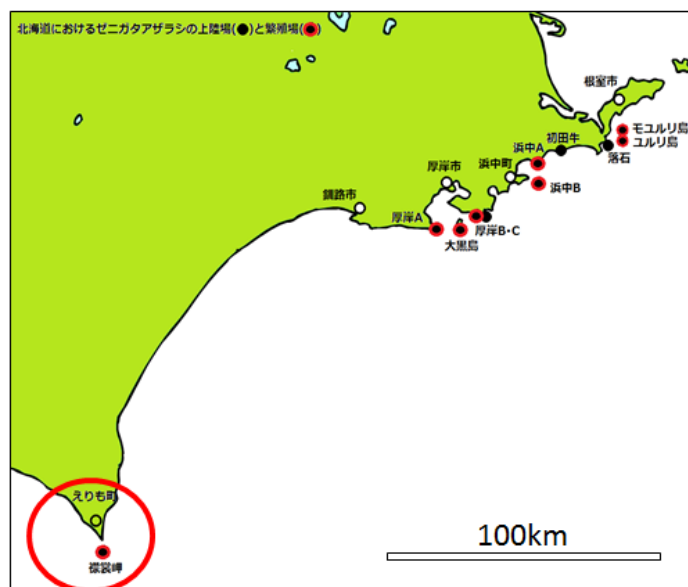 北海道におけるゼニガタアザラシの上陸場(●)と繁殖場(●)
根室市
モユルリ島
ユルリ島
初田牛
落石
浜中A
浜中町
厚岸市
浜中B
釧路市
厚岸A
厚岸B・C
大黒島
えりも町
襟裳岬
100km